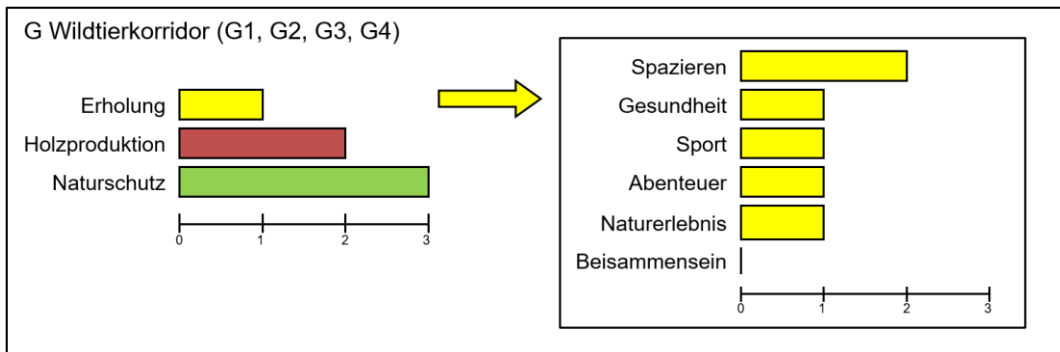 G Wildtierkorridor (G1, G2, G3, G4)
Erholung
Holzproduktion
Naturschutz
0 1 2 3
Spazieren
Gesundheit
Sport
Abenteuer
Naturerlebnis
Beisammensein
0 1 2 3